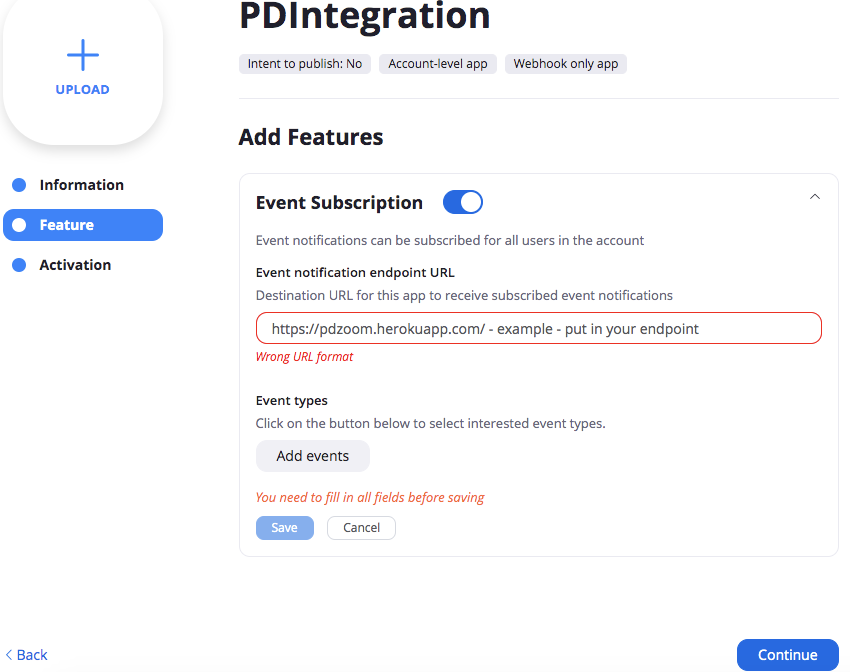 PDIntegration
UPLOAD
Intent to publish: No Account-level app Webhook only app
Add Features
Information
Feature
Activation
Event Subscription
Event notifications can be subscribed for all users in the account
Event notification endpoint URL
Destination URL for this app to receive subscribed event notifications
https://pdzoom.herokuapp.com/ - example - put in your endpoint
Wrong URL format
Event types
Click on the button below to select interested event types.
Add events
You need to fill in all fields before saving
Save Cancel
Back Continue